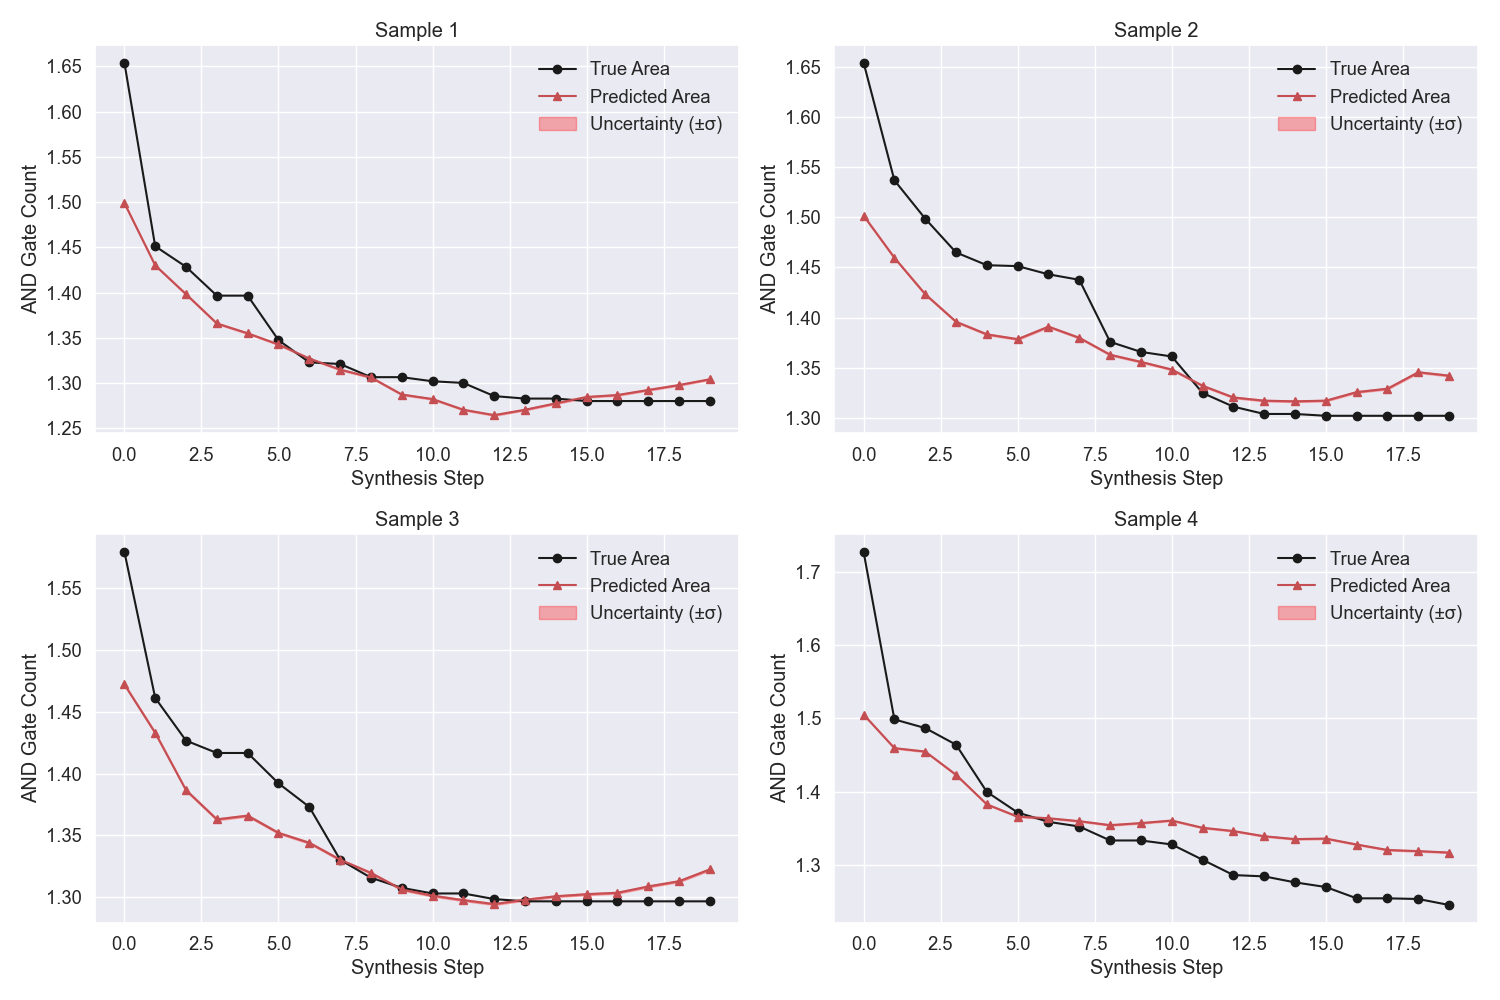 Sample 1
True Area
Predicted Area
Uncertainty (±σ)
AND Gate Count
1.65
1.60
1.55
1.50
1.45
1.40
1.35
1.30
1.25
0.0 2.5 5.0 7.5 10.0 12.5 15.0 17.5
Synthesis Step
Sample 2
True Area
Predicted Area
Uncertainty (±σ)
AND Gate Count
1.65
1.60
1.55
1.50
1.45
1.40
1.35
1.30
0.0 2.5 5.0 7.5 10.0 12.5 15.0 17.5
Synthesis Step
Sample 3
True Area
Predicted Area
Uncertainty (±σ)
AND Gate Count
1.55
1.50
1.45
1.40
1.35
1.30
0.0 2.5 5.0 7.5 10.0 12.5 15.0 17.5
Synthesis Step
Sample 4
True Area
Predicted Area
Uncertainty (±σ)
AND Gate Count
1.7
1.6
1.5
1.4
1.3
0.0 2.5 5.0 7.5 10.0 12.5 15.0 17.5
Synthesis Step